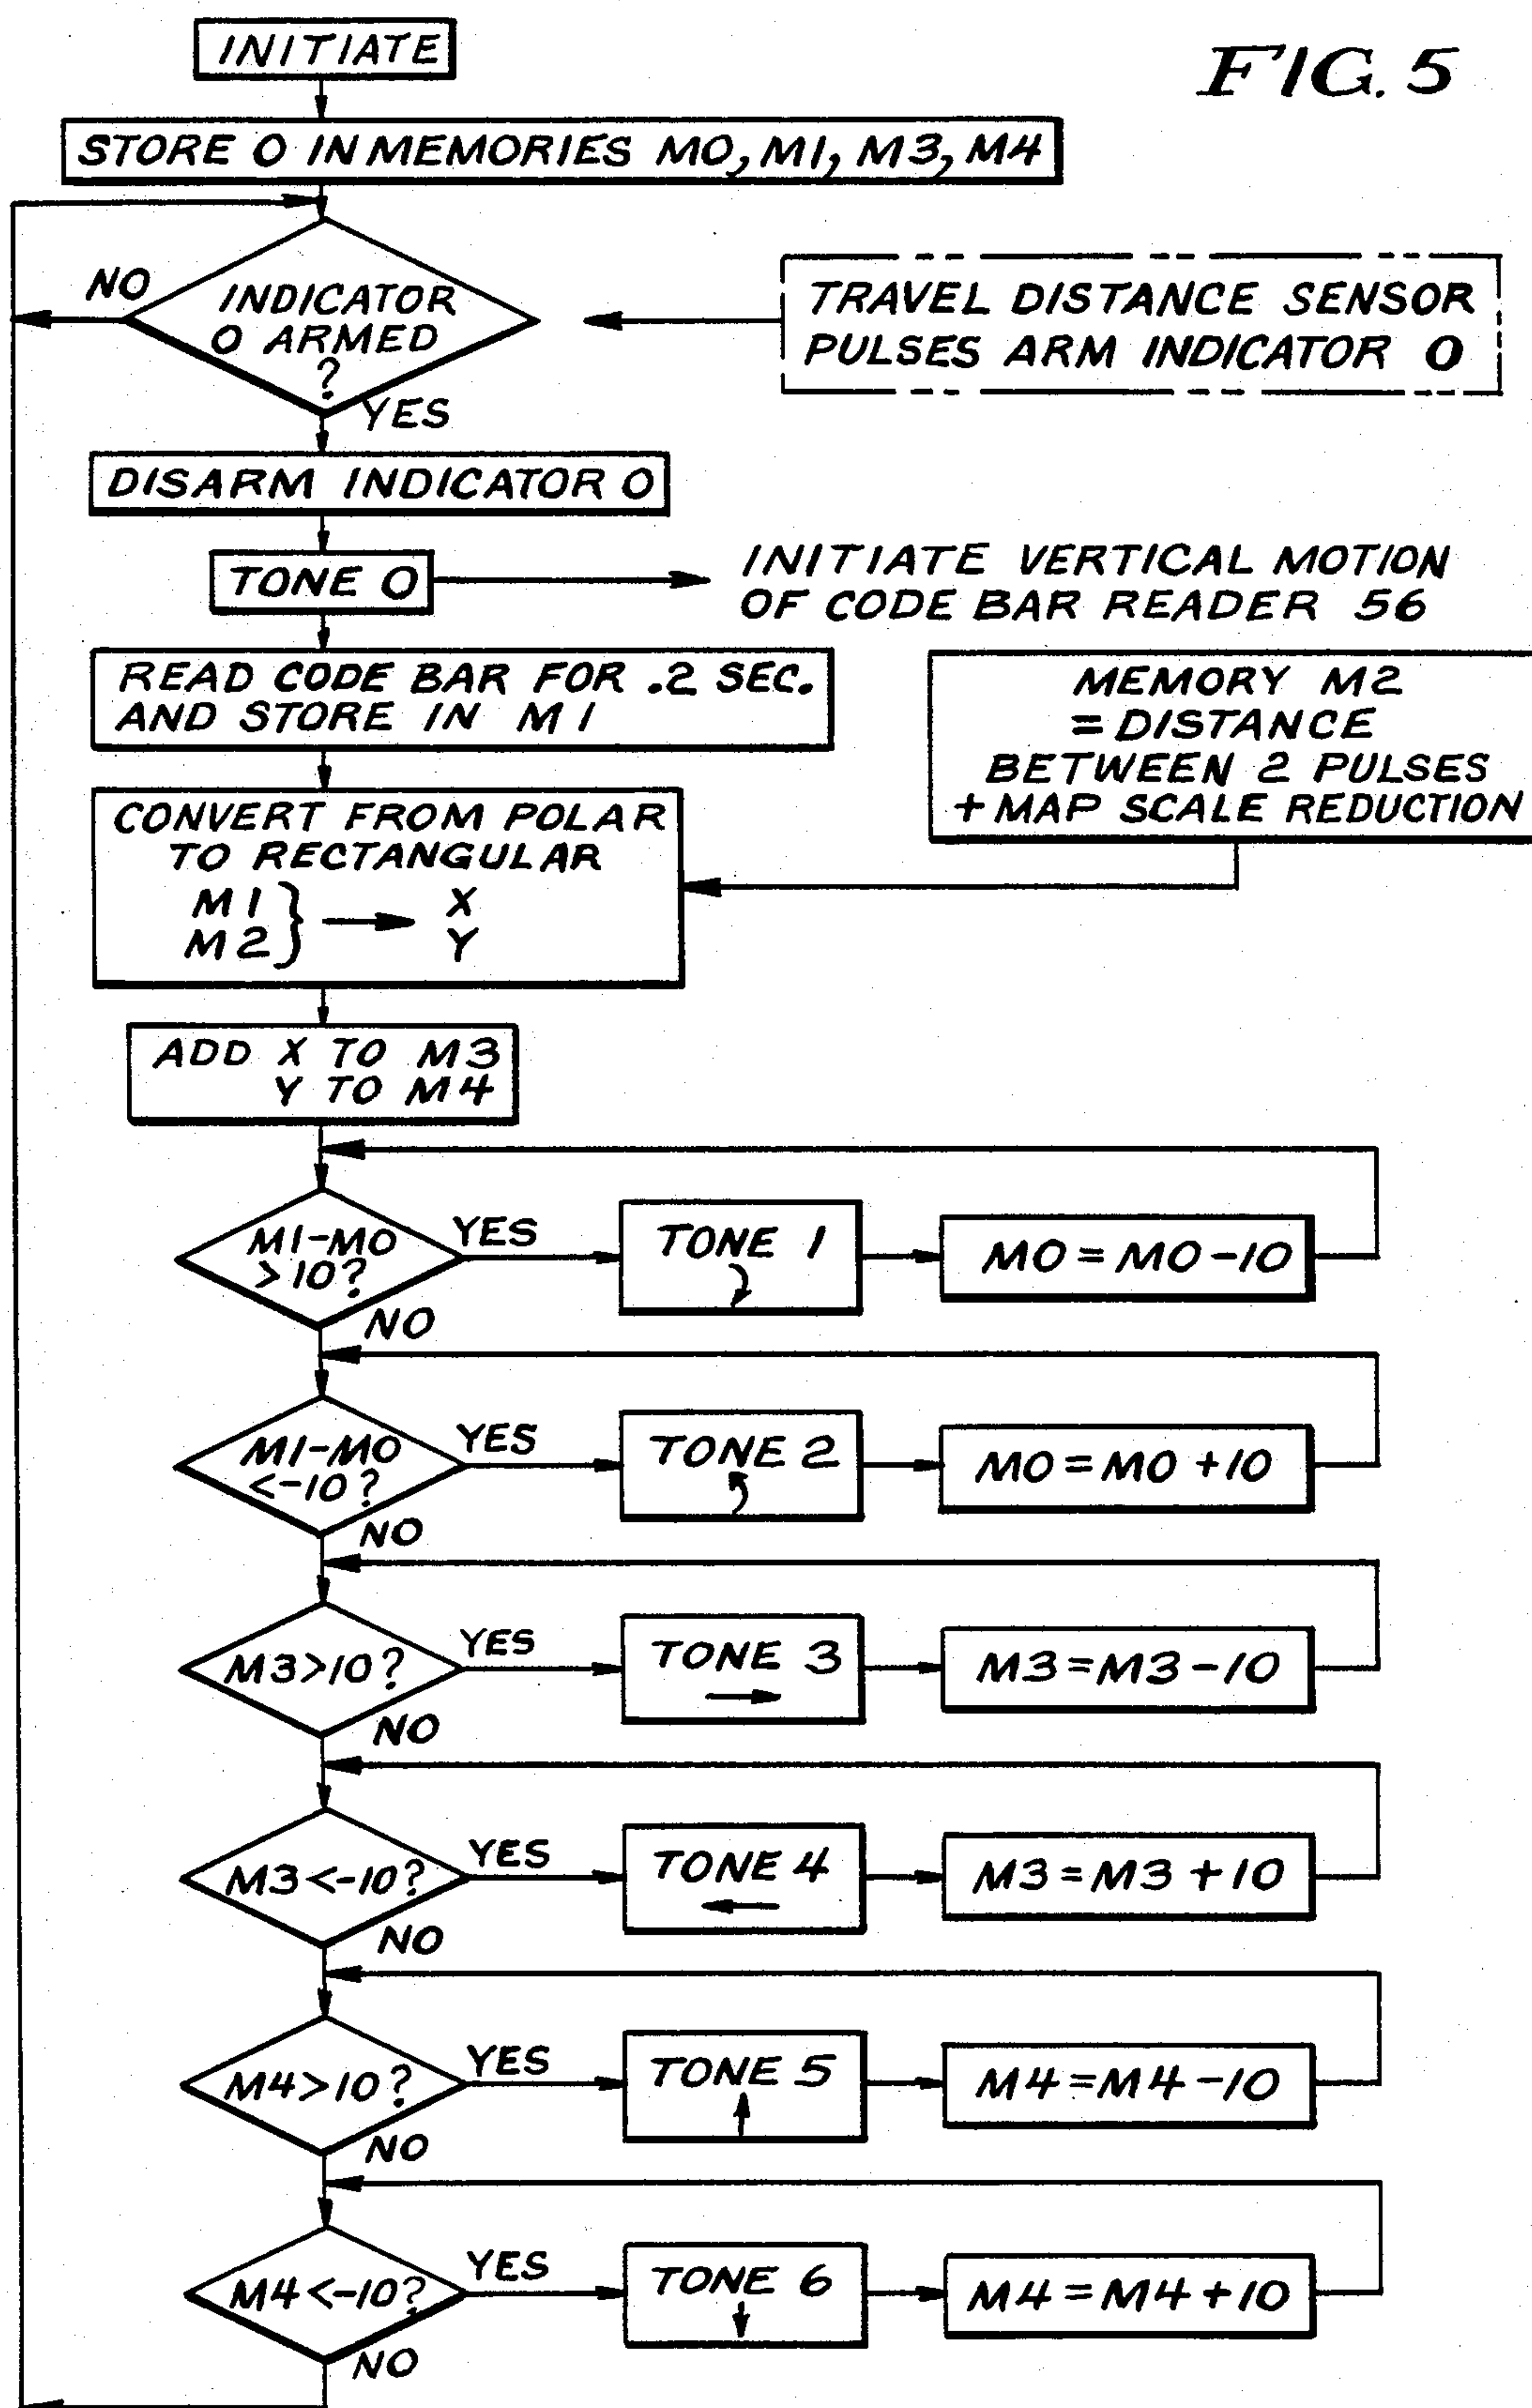 FIG. 5
INITIATE
STORE 0 IN MEMORIES M0, M1, M3, M4
NO
INDICATOR
0 ARMED
?
YES
TRAVEL DISTANCE SENSOR
PULSES ARM INDICATOR 0
DISARM INDICATOR 0
TONE 0
INITIATE VERTICAL MOTION
OF CODE BAR READER 56
READ CODE BAR FOR .2 SEC.
AND STORE IN M1
MEMORY M2
= DISTANCE
BETWEEN 2 PULSES
+ MAP SCALE REDUCTION
CONVERT FROM POLAR
TO RECTANGULAR
M1 } → X
M2 } Y
ADD X TO M3
Y TO M4
M1-M0
>10?
YES
TONE 1
M0 = M0 - 10
NO
M1-M0
<-10?
YES
TONE 2
M0 = M0 + 10
NO
M3>10?
YES
TONE 3
→
M3 = M3 - 10
NO
M3<-10?
YES
TONE 4
←
M3 = M3 + 10
NO
M4>10?
YES
TONE 5
↑
M4 = M4 - 10
NO
M4<-10?
YES
TONE 6
↓
M4 = M4 + 10
NO